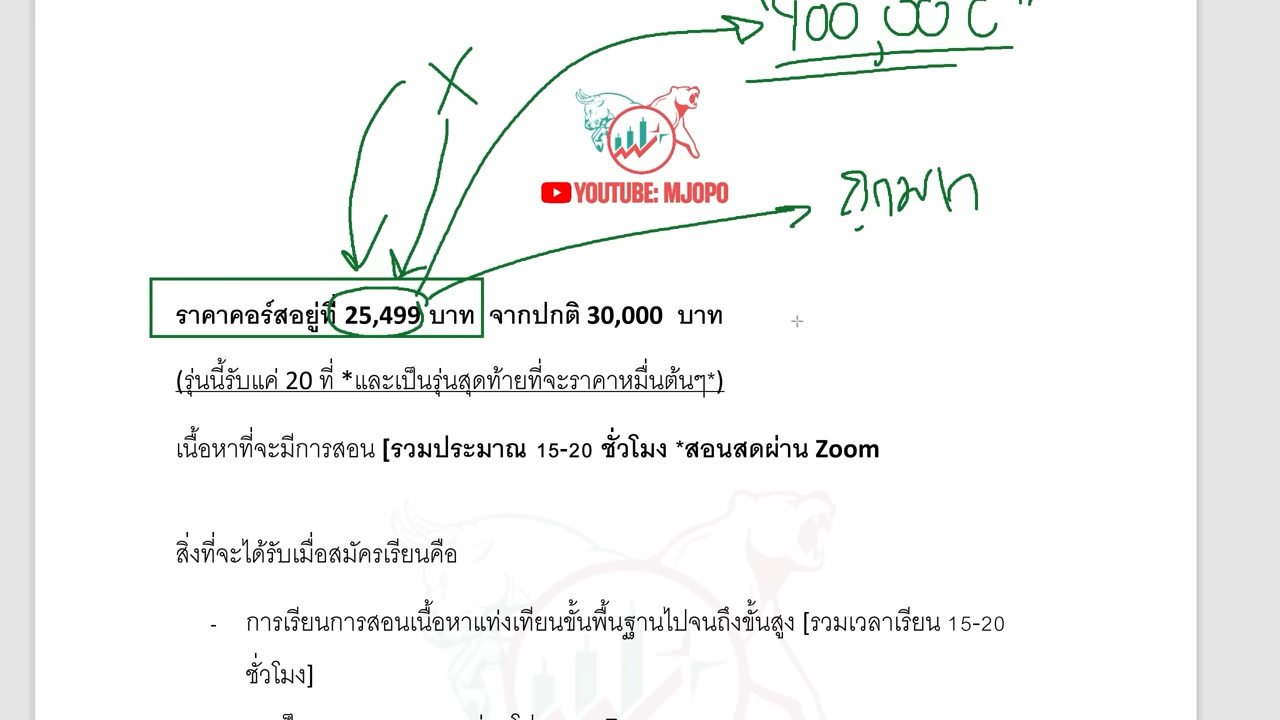 "400,000"
YOUTUBE: MJOPO
ถูกมาก
ราคาคอร์สอยู่ที่ 25,499 บาท จากปกติ 30,000 บาท
(รุ่นนี้รับแค่ 20 ที่ *และเป็นรุ่นสุดท้ายที่จะราคาหมื่นต้นๆ*)
เนื้อหาที่จะมีการสอน [รวมประมาณ 15-20 ชั่วโมง *สอนสดผ่าน Zoom
สิ่งที่จะได้รับเมื่อสมัครเรียนคือ
- การเรียนการสอนเนื้อหาแท่งเทียนขั้นพื้นฐานไปจนถึงขั้นสูง [รวมเวลาเรียน 15-20
ชั่วโมง]